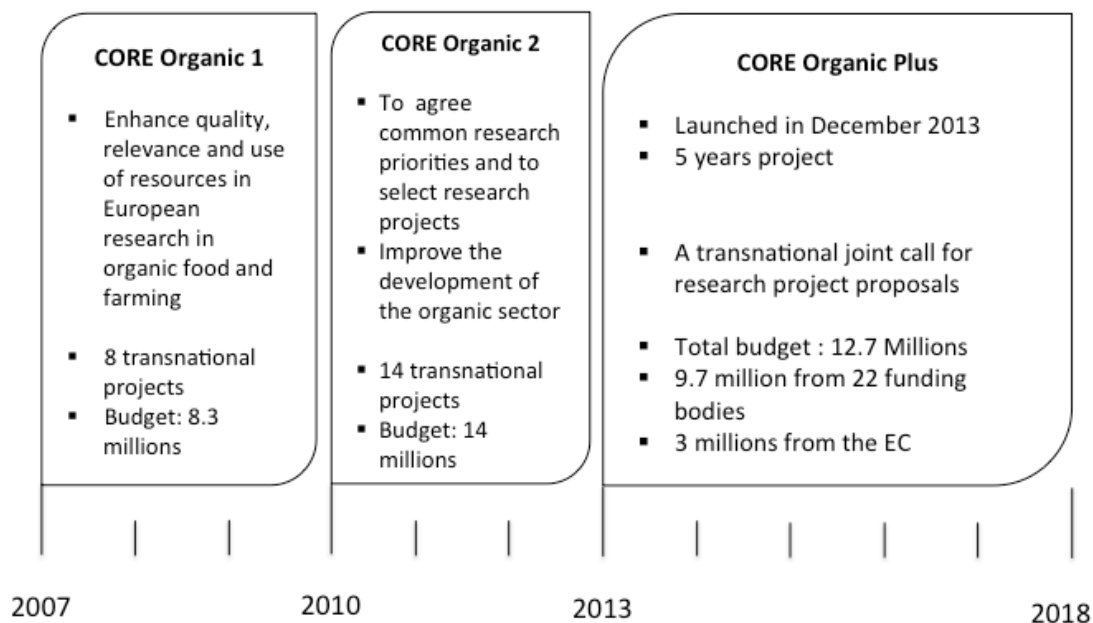 CORE Organic 1
▪ Enhance quality,
relevance and use
of resources in
European
research in
organic food and
farming
▪ 8 transnational
projects
▪ Budget: 8.3
millions
CORE Organic 2
▪ To agree
common research
priorities and to
select research
projects
▪ Improve the
development of
the organic sector
▪ 14 transnational
projects
▪ Budget: 14
millions
CORE Organic Plus
▪ Launched in December 2013
▪ 5 years project
▪ A transnational joint call for
research project proposals
▪ Total budget : 12.7 Millions
▪ 9.7 million from 22 funding
bodies
▪ 3 millions from the EC
2007
2010
2013
2018